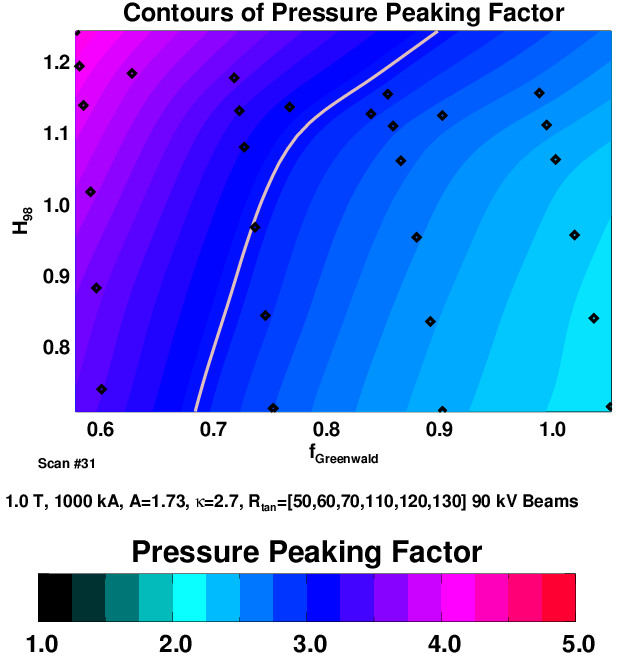 Contours of Pressure Peaking Factor
1.2
1.1
1.0
0.9
0.8
H98
0.6 0.7 0.8 0.9 1.0
fGreenwald
Scan #31
1.0 T, 1000 kA, A=1.73, κ=2.7, Rtan=[50,60,70,110,120,130] 90 kV Beams
Pressure Peaking Factor
1.0 2.0 3.0 4.0 5.0